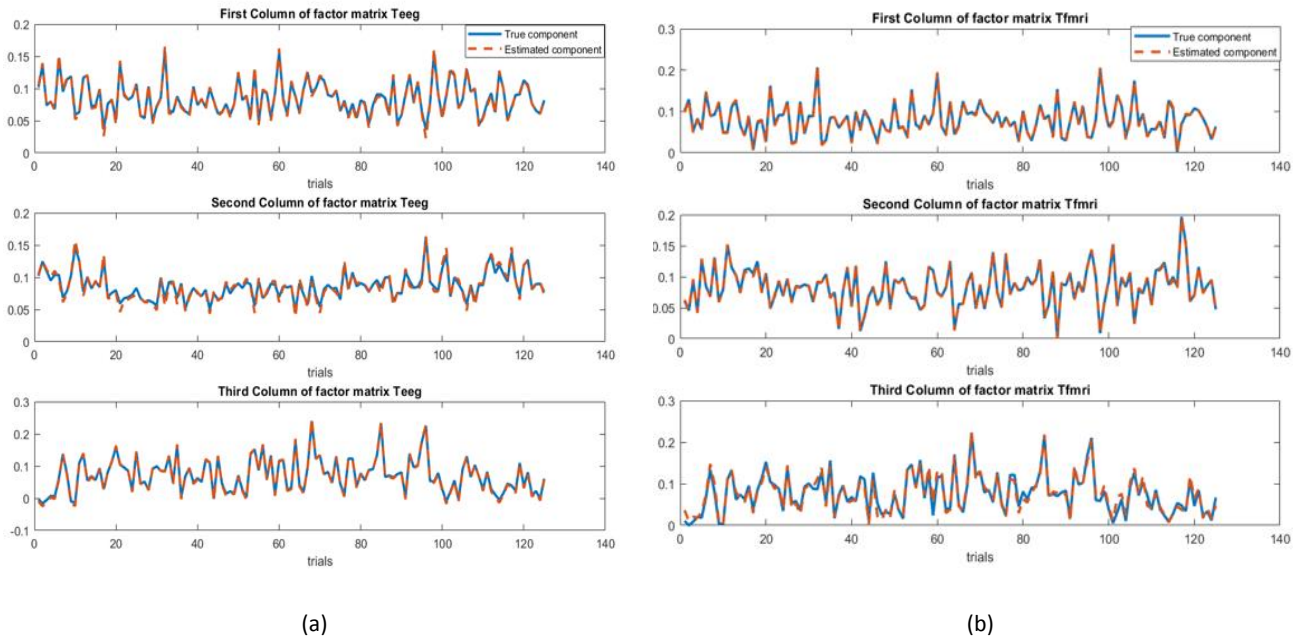 First Column of factor matrix Teeg
True component
Estimated component
0.2
0.15
0.1
0.05
0
0 20 40 60 80 100 120 140
trials
Second Column of factor matrix Teeg
0.2
0.15
0.1
0.05
0
0 20 40 60 80 100 120 140
trials
Third Column of factor matrix Teeg
0.3
0.2
0.1
0
-0.1
0 20 40 60 80 100 120 140
trials
(a)
First Column of factor matrix Tfmri
True component
Estimated component
0.3
0.2
0.1
0
0 20 40 60 80 100 120 140
trials
Second Column of factor matrix Tfmri
0.2
0.15
0.1
0.05
0
0 20 40 60 80 100 120 140
trials
Third Column of factor matrix Tfmri
0.3
0.2
0.1
0
0 20 40 60 80 100 120 140
trials
(b)